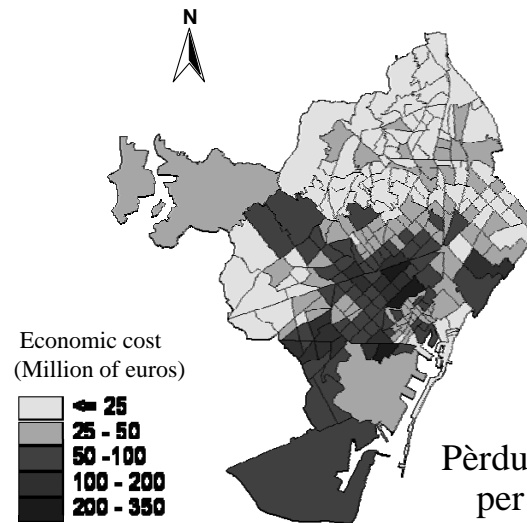 N
Economic cost
(Million of euros)
<= 25
25 - 50
50 -100
100 - 200
200 - 350
Pèrdu
per